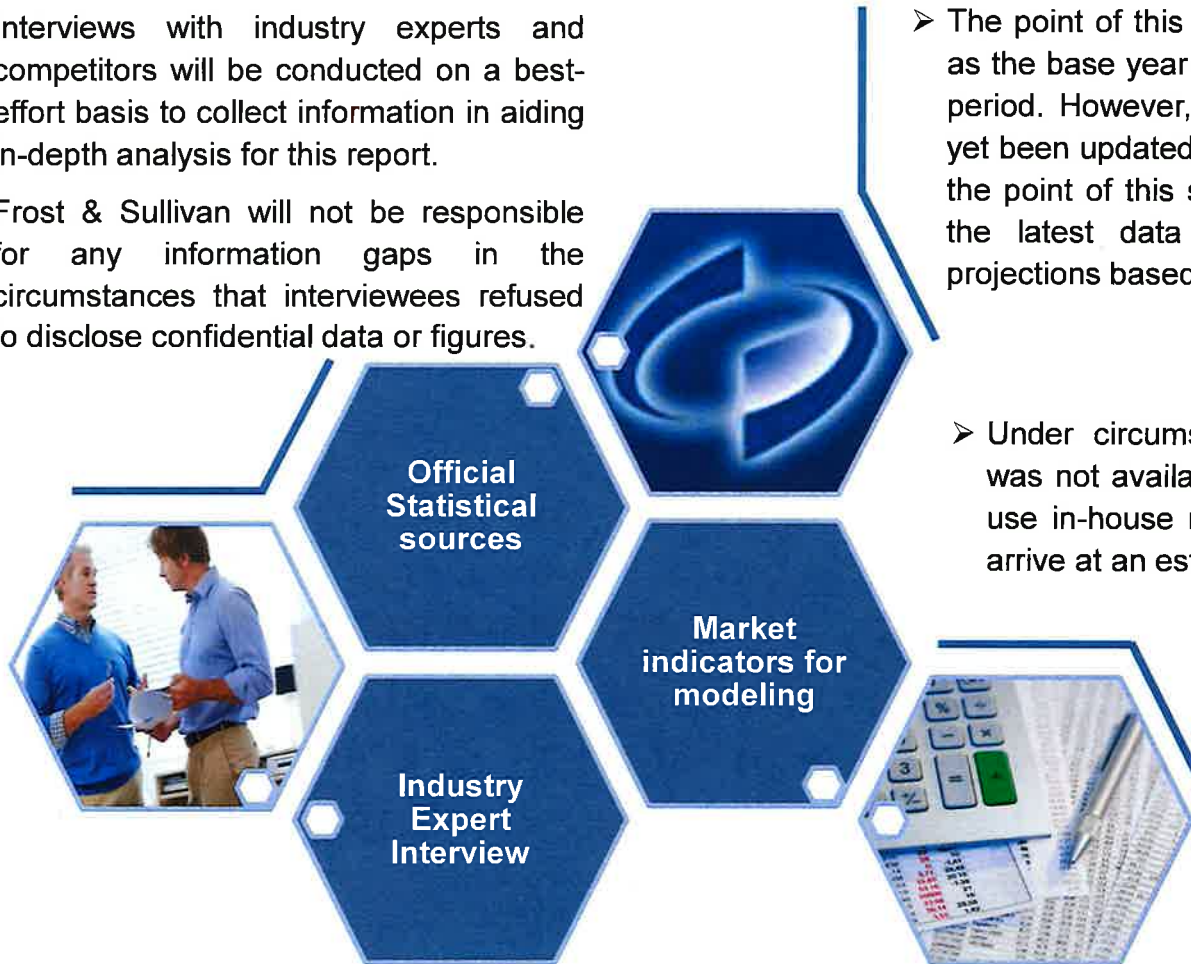 Interviews with industry experts and
competitors will be conducted on a best-
effort basis to collect information in aiding
in-depth analysis for this report.
Frost & Sullivan will not be responsible
for any information gaps in the
circumstances that interviewees refused
to disclose confidential data or figures.
➢ The point of this
as the base year
period. However,
yet been updated
the point of this
the latest data
projections based
➢ Under
was not
use in-house
arrive at an
Official
Statistical
sources
Market
indicators for
modeling
Industry
Expert
Interview